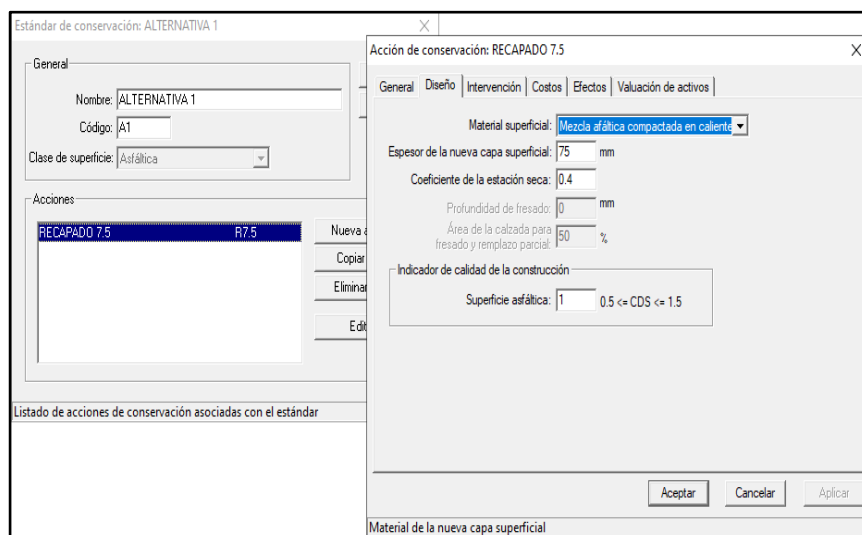 Estándar de conservación: ALTERNATIVA 1
General
Nombre: ALTERNATIVA 1
Código: A1
Clase de superficie: Asfáltica
Acciones
RECAPADO 7.5 R7.5
Nueva
Copiar
Elimina
Edit
Listado de acciones de conservación asociadas con el estándar
Acción de conservación: RECAPADO 7.5
General Diseño Intervención Costos Efectos Valuación de activos
Material superficial: Mezcla afáltica compactada en caliente
Espesor de la nueva capa superficial: 75 mm
Coeficiente de la estación seca: 0.4
Profundidad de fresado: 0 mm
Área de la calzada para
fresado y remplazo parcial: 50 %
Indicador de calidad de la construcción
Superficie asfáltica: 1 0.5 <= CDS <= 1.5
Aceptar Cancelar Aplicar
Material de la nueva capa superficial